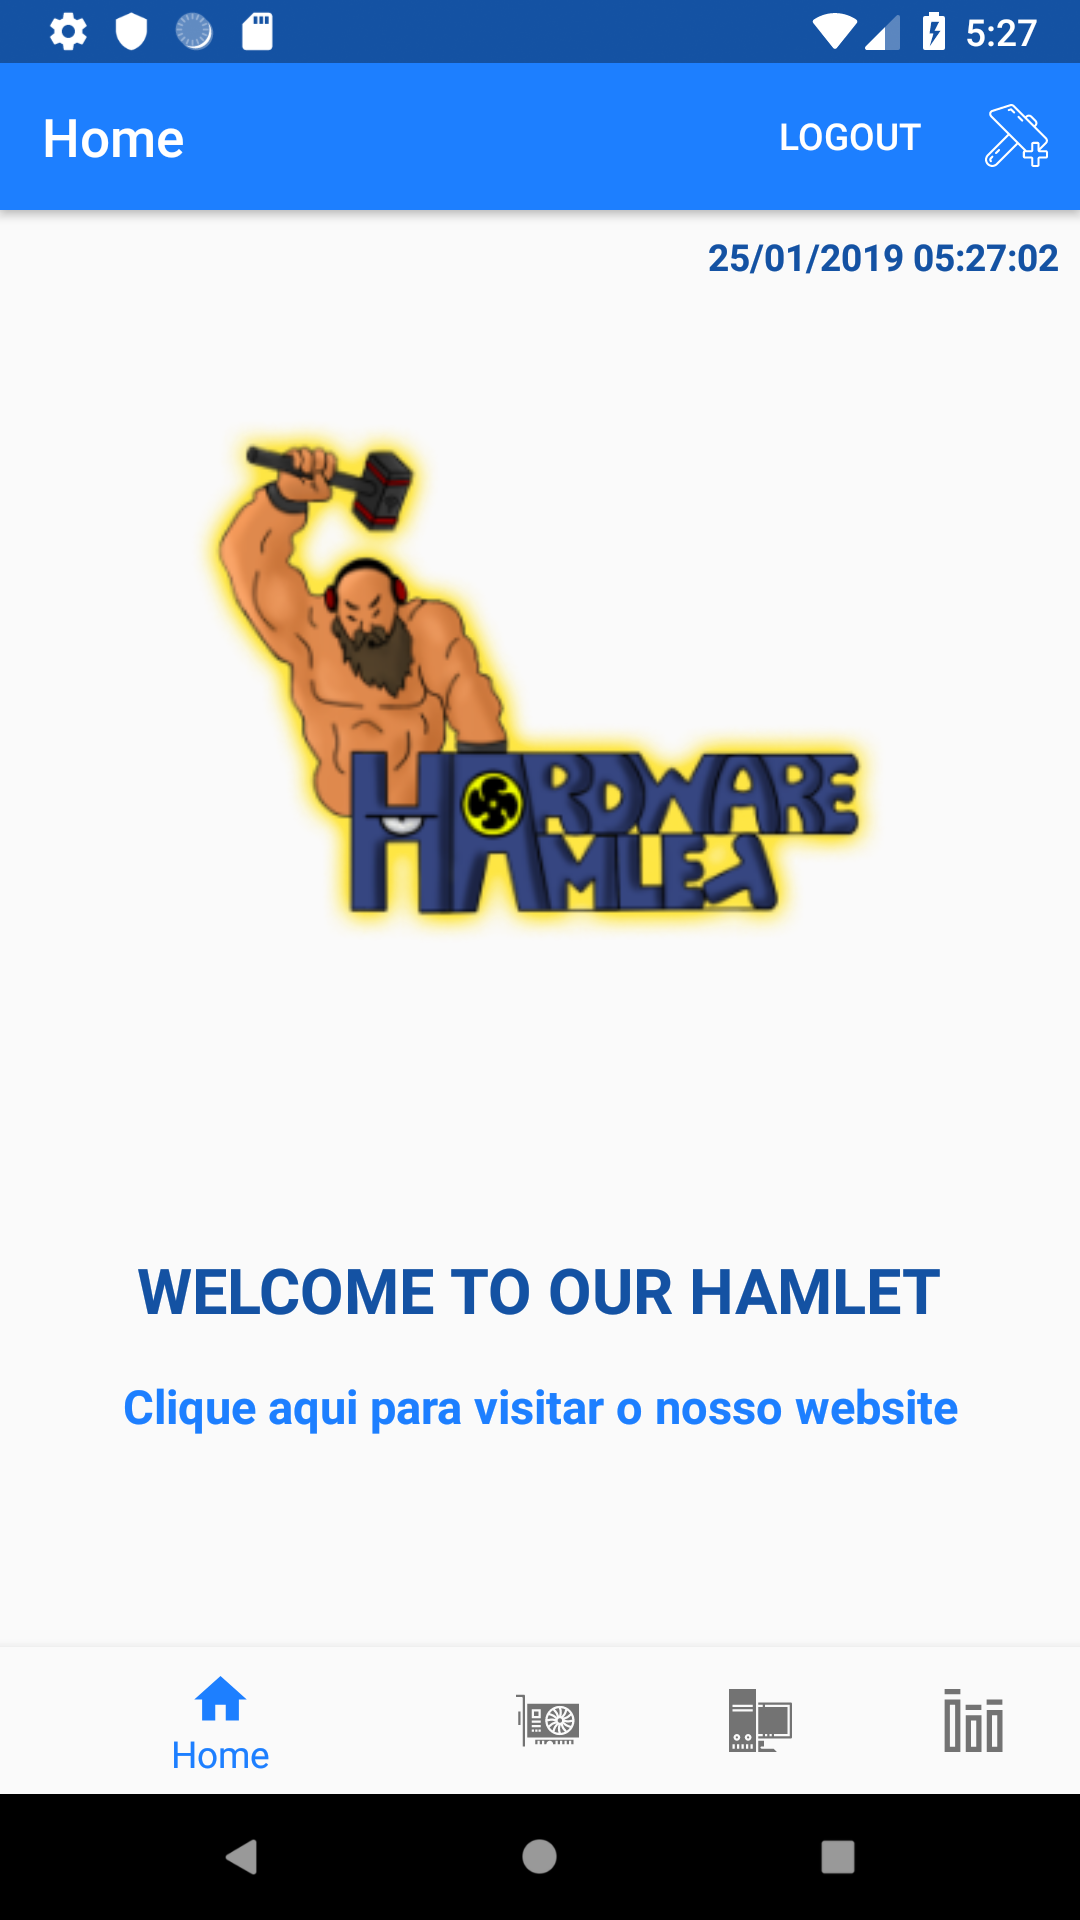 5:27
Home
LOGOUT
25/01/2019 05:27:02
HARDWARE
HAMLET
WELCOME TO OUR HAMLET
Clique aqui para visitar o nosso website
Home